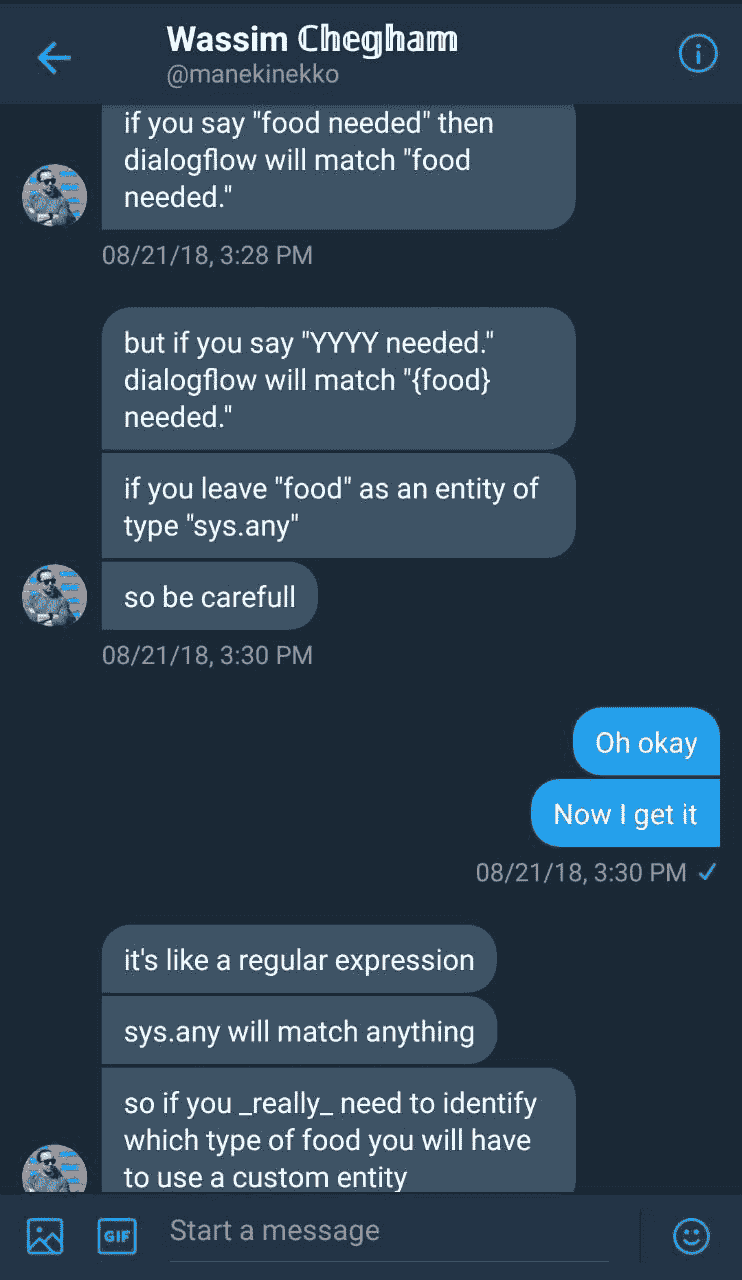 Wassim ℂ𝕙𝕖𝕘𝕙𝕒𝕞
@manekinekko
if you say "food needed" then
dialogflow will match "food
needed."
08/21/18, 3:28 PM
but if you say "YYYY needed."
dialogflow will match "{food}
needed."
if you leave "food" as an entity of
type "sys.any"
so be carefull
08/21/18, 3:30 PM
Oh okay
Now I get it
08/21/18, 3:30 PM
it's like a regular expression
sys.any will match anything
so if you _really_ need to identify
which type of food you will have
to use a custom entity
GIF
Start a message